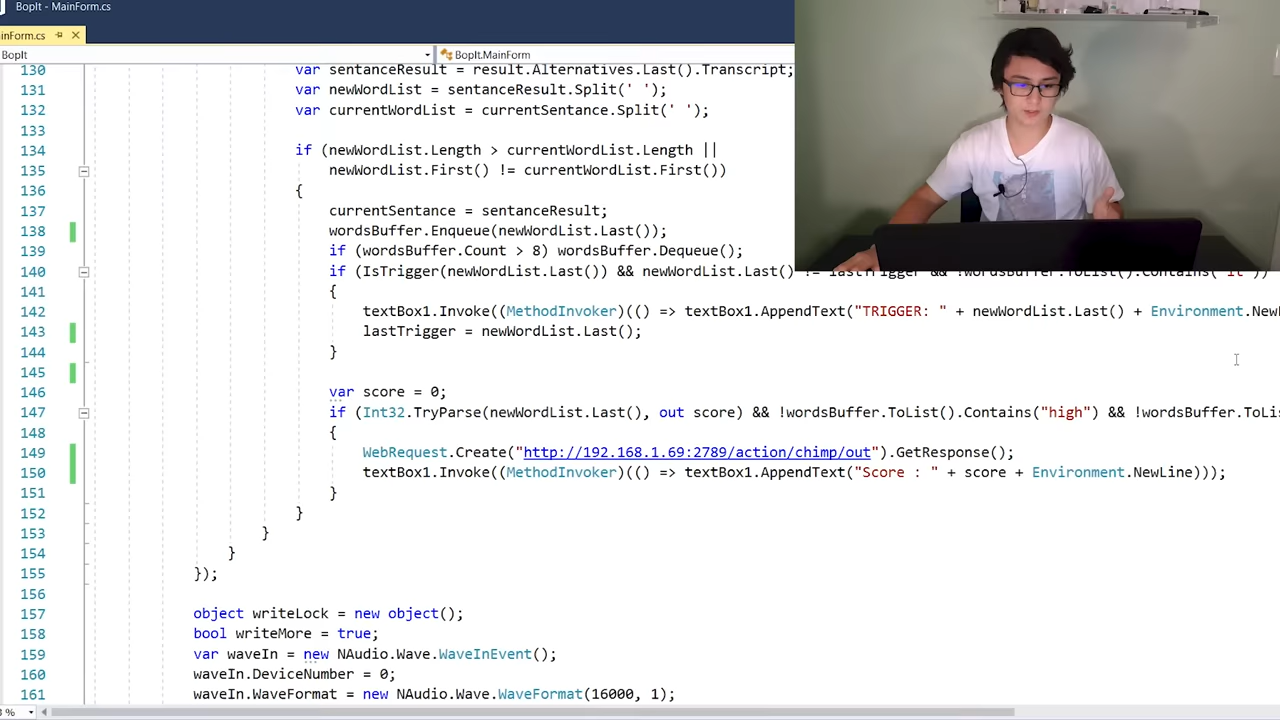 BopIt - MainForm.cs
inForm.cs
BopIt
BopIt.MainForm
130 var sentanceResult = result.Alternatives.Last().Transcript;
131 var newWordList = sentanceResult.Split(' ');
132 var currentWordList = currentSentance.Split(' ');
133
134 if (newWordList.Length > currentWordList.Length ||
135 newWordList.First() != currentWordList.First())
136 {
137 currentSentance = sentanceResult;
138 wordsBuffer.Enqueue(newWordList.Last());
139 if (wordsBuffer.Count > 8) wordsBuffer.Dequeue();
140 if (IsTrigger(newWordList.Last()) && newWordList.Last() != lastTrigger && !wordsBuffer.ToList().Contains("it"))
141 {
142 textBox1.Invoke((MethodInvoker)(() => textBox1.AppendText("TRIGGER: " + newWordList.Last() + Environment.NewL
143 lastTrigger = newWordList.Last();
144 }
145
146 var score = 0;
147 if (Int32.TryParse(newWordList.Last(), out score) && !wordsBuffer.ToList().Contains("high") && !wordsBuffer.ToLis
148 {
149 WebRequest.Create("http://192.168.1.69:2789/action/chimp/out").GetResponse();
150 textBox1.Invoke((MethodInvoker)(() => textBox1.AppendText("Score : " + score + Environment.NewLine)));
151 }
152 }
153 }
154 }
155 });
156
157 object writeLock = new object();
158 bool writeMore = true;
159 var waveIn = new NAudio.Wave.WaveInEvent();
160 waveIn.DeviceNumber = 0;
161 waveIn.WaveFormat = new NAudio.Wave.WaveFormat(16000, 1);
%